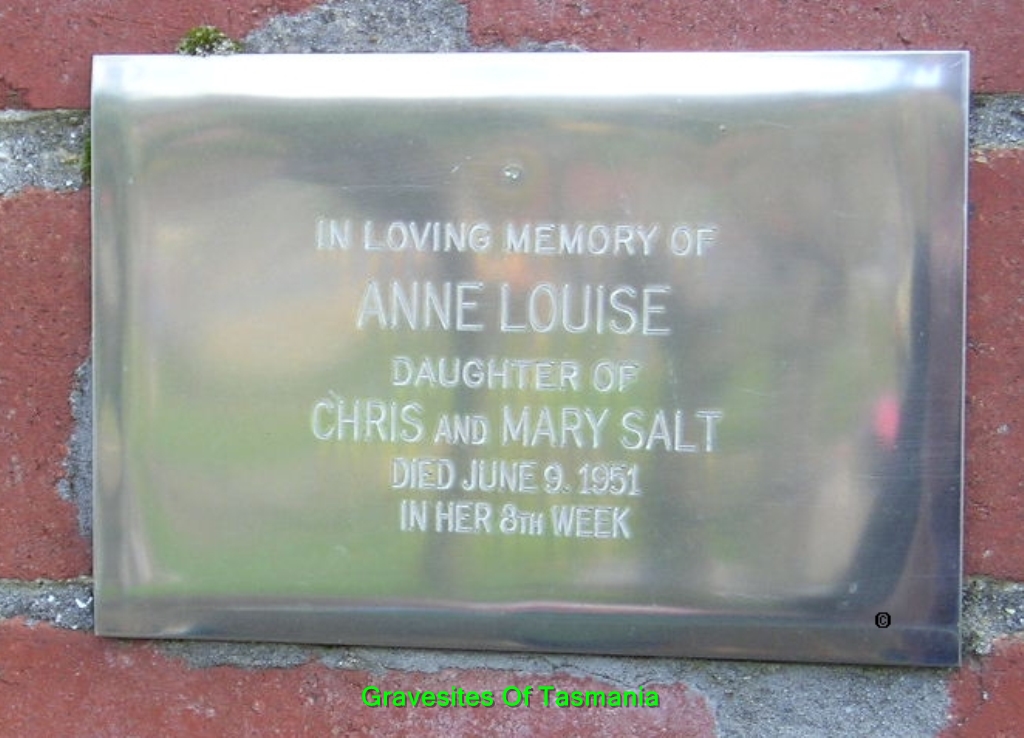 IN LOVING MEMORY OF
ANNE LOUISE
DAUGHTER OF
CHRIS AND MARY SALT
DIED JUNE 9. 1951
IN HER 8TH WEEK
©
Gravesites Of Tasmania